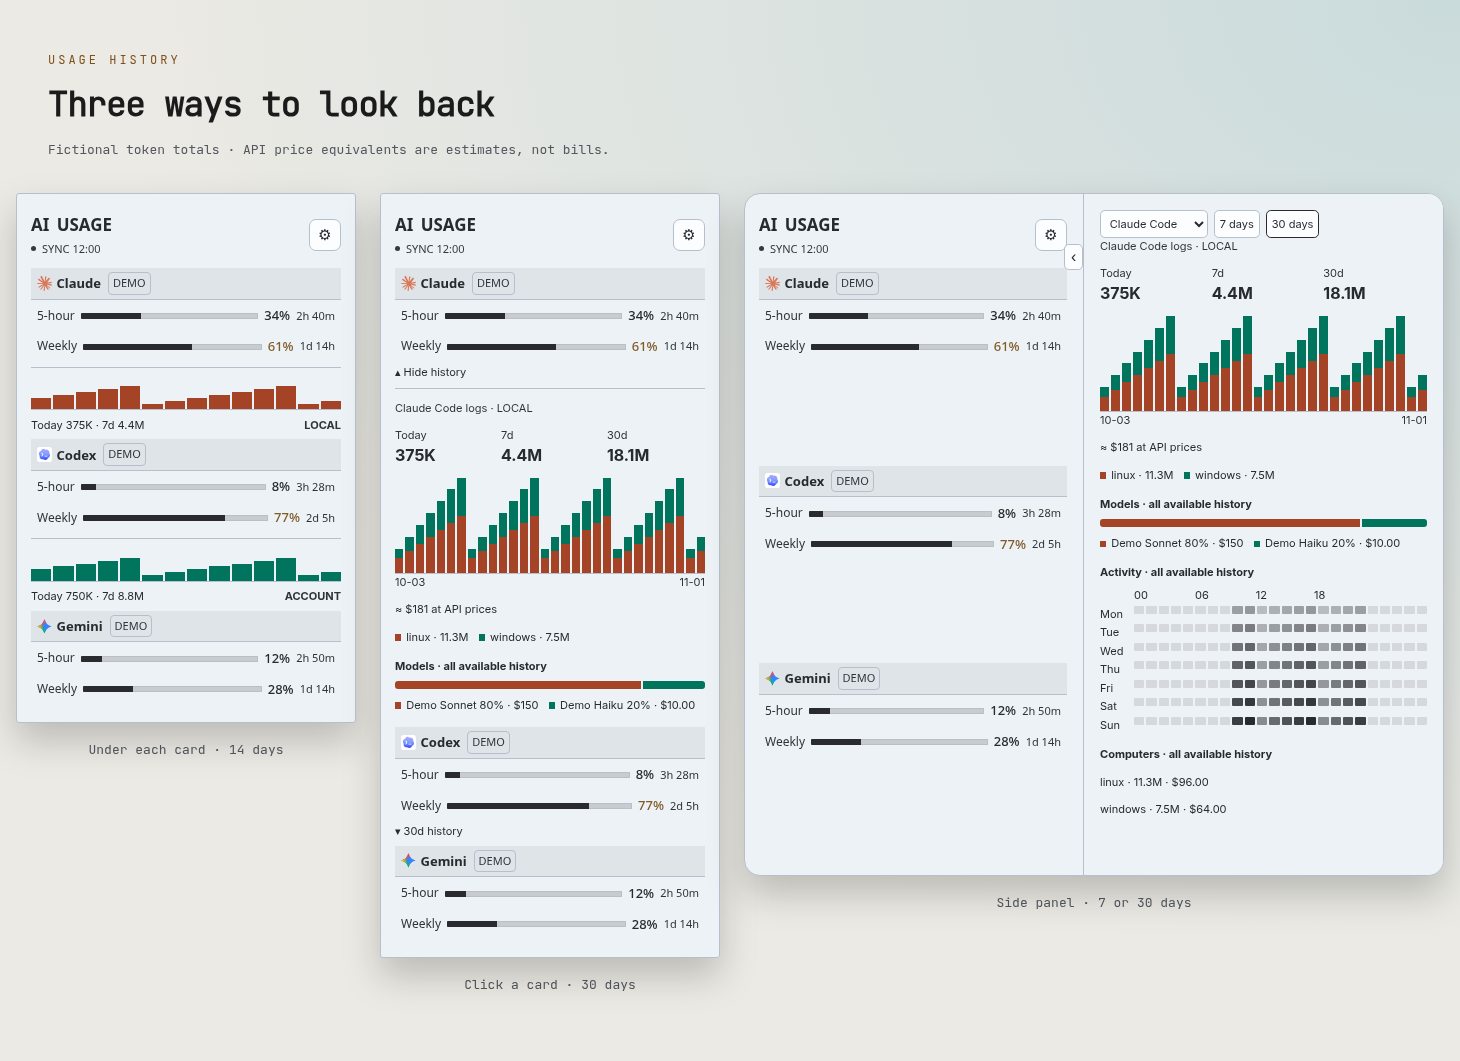 USAGE HISTORY
Three ways to look back
Fictional token totals · API price equivalents are estimates, not bills.
AI USAGE
SYNC 12:00
⚙
Claude DEMO
5-hour 34% 2h 40m
Weekly 61% 1d 14h
Today 375K · 7d 4.4M LOCAL
Codex DEMO
5-hour 8% 3h 28m
Weekly 77% 2d 5h
Today 750K · 7d 8.8M ACCOUNT
Gemini DEMO
5-hour 12% 2h 50m
Weekly 28% 1d 14h
Under each card · 14 days
AI USAGE
SYNC 12:00
⚙
Claude DEMO
5-hour 34% 2h 40m
Weekly 61% 1d 14h
▴ Hide history
Claude Code logs · LOCAL
Today 7d 30d
375K 4.4M 18.1M
10-03 11-01
≈ $181 at API prices
linux · 11.3M windows · 7.5M
Models · all available history
Demo Sonnet 80% · $150 Demo Haiku 20% · $10.00
Codex DEMO
5-hour 8% 3h 28m
Weekly 77% 2d 5h
▾ 30d history
Gemini DEMO
5-hour 12% 2h 50m
Weekly 28% 1d 14h
Click a card · 30 days
AI USAGE
SYNC 12:00
⚙
‹
Claude DEMO
5-hour 34% 2h 40m
Weekly 61% 1d 14h
Codex DEMO
5-hour 8% 3h 28m
Weekly 77% 2d 5h
Gemini DEMO
5-hour 12% 2h 50m
Weekly 28% 1d 14h
Claude Code 7 days 30 days
Claude Code logs · LOCAL
Today 7d 30d
375K 4.4M 18.1M
10-03 11-01
≈ $181 at API prices
linux · 11.3M windows · 7.5M
Models · all available history
Demo Sonnet 80% · $150 Demo Haiku 20% · $10.00
Activity · all available history
00 06 12 18
Mon
Tue
Wed
Thu
Fri
Sat
Sun
Computers · all available history
linux · 11.3M · $96.00
windows · 7.5M · $64.00
Side panel · 7 or 30 days